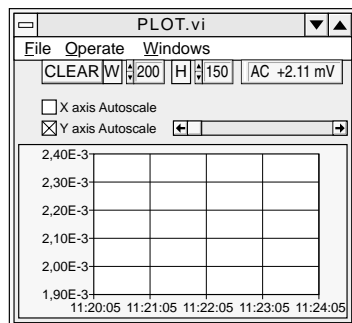 PLOT.vi
File Operate Windows
CLEAR W 200 H 150 AC +2.11 mV
X axis Autoscale
Y axis Autoscale
2,40E-3
2,30E-3
2,20E-3
2,10E-3
2,00E-3
1,90E-3
11:20:05 11:21:05 11:22:05 11:23:05 11:24:05